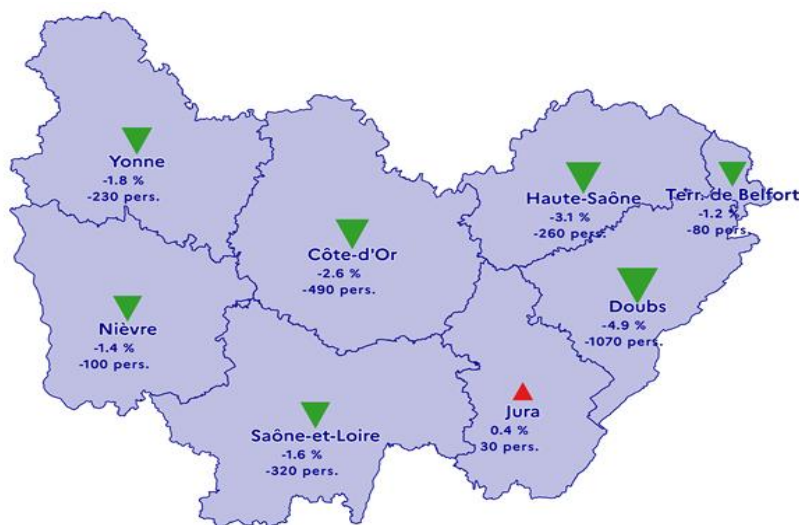 Yonne
-1.8 %
-230 pers.
Haute-Saône
-3.1 %
-260 pers.
Terr. de Belfort
-1.2 %
-80 pers.
Côte-d'Or
-2.6 %
-490 pers.
Doubs
-4.9 %
-1070 pers.
Nièvre
-1.4 %
-100 pers.
Saône-et-Loire
-1.6 %
-320 pers.
Jura
0.4 %
30 pers.